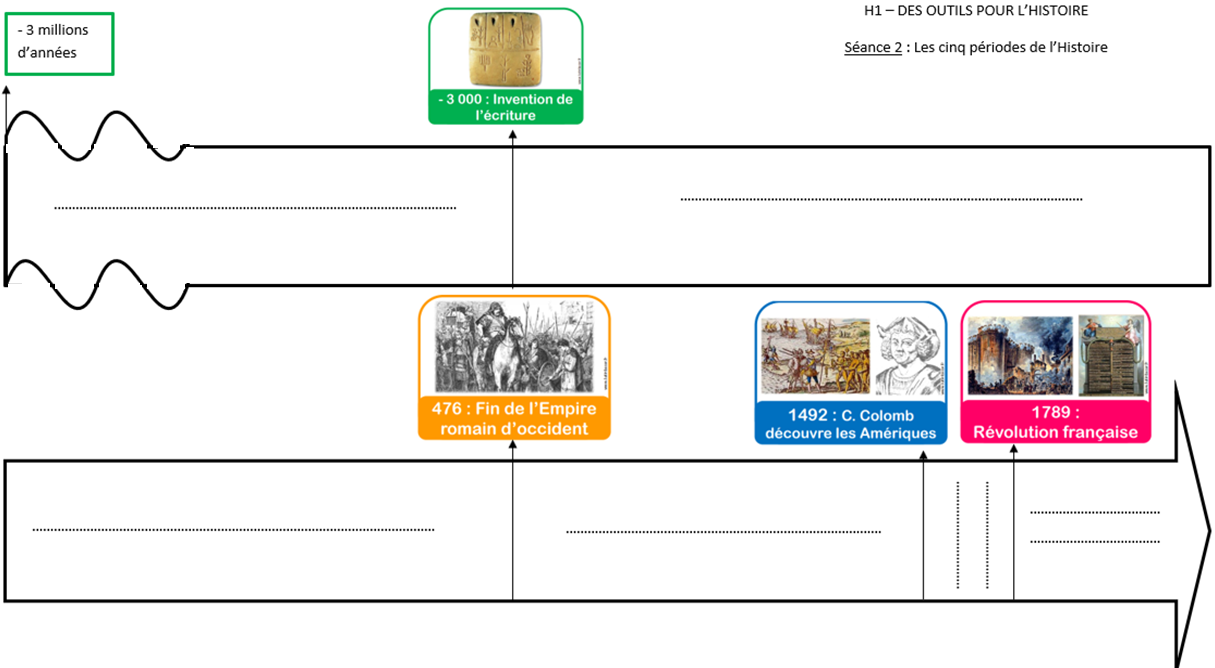 H1 – DES OUTILS POUR L’HISTOIRE
Séance 2 : Les cinq périodes de l’Histoire
- 3 millions
d’années
- 3 000 : Invention de
l’écriture
476 : Fin de l’Empire
romain d’occident
1492 : C. Colomb
découvre les Amériques
1789 :
Révolution française